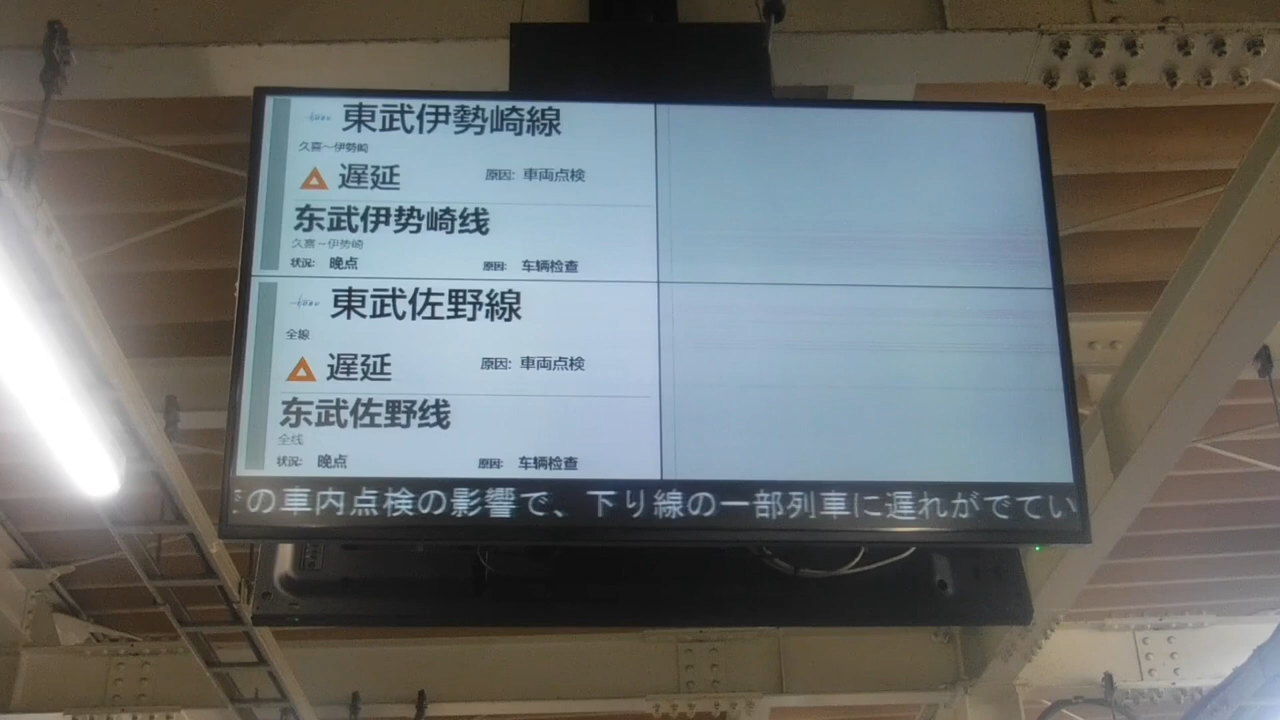 東武伊勢崎線
久喜～伊勢崎
遅延 原因: 車両点検
东武伊势崎线
久喜～伊势崎
状况: 晚点 原因: 车辆检查
東武佐野線
全線
遅延 原因: 車両点検
东武佐野线
全线
状况: 晚点 原因: 车辆检查
の車内点検の影響で、下り線の一部列車に遅れがでてい